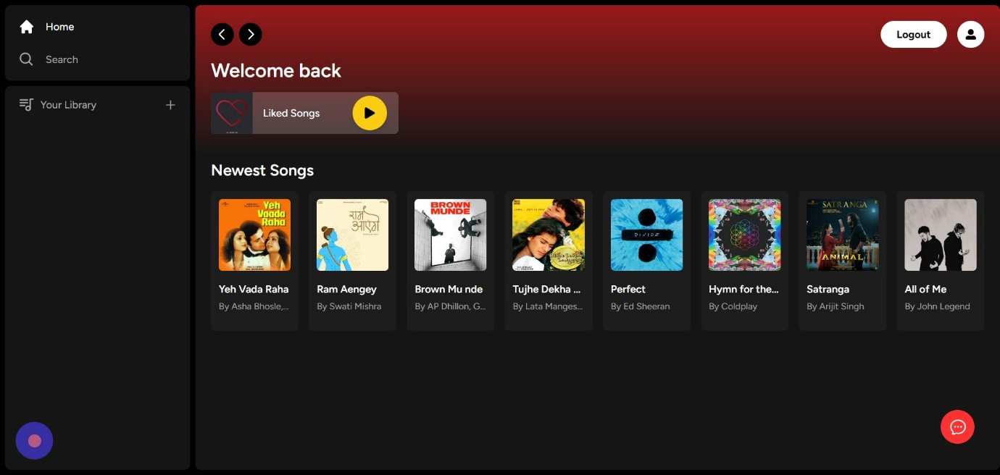 Home
Search
Your Library
Logout
Welcome back
Liked Songs
Newest Songs
Yeh
Vaada
Raha
Yeh Vada Raha
By Asha Bhosle,...
राम
आएंगे
Ram Aengey
By Swati Mishra
BROWN
MUNDE
Brown Mu nde
By AP Dhillon, G...
Tujhe Dekha ...
By Lata Manges...
DIVIDE
Perfect
By Ed Sheeran
Hymn for the...
By Coldplay
SATRANGA
ANIMAL
Satranga
By Arijit Singh
All of Me
By John Legend